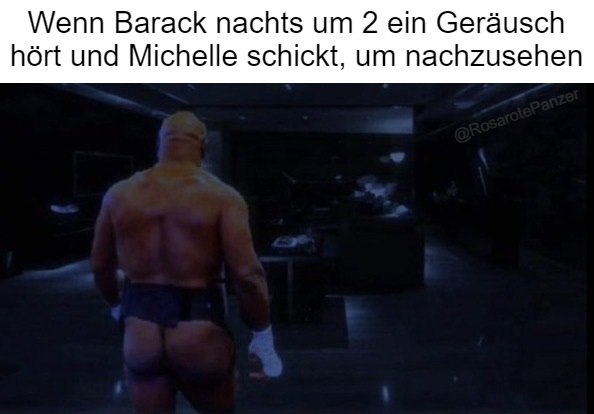 Wenn Barack nachts um 2 ein Geräusch
hört und Michelle schickt, um nachzusehen
@RosarotePanzer